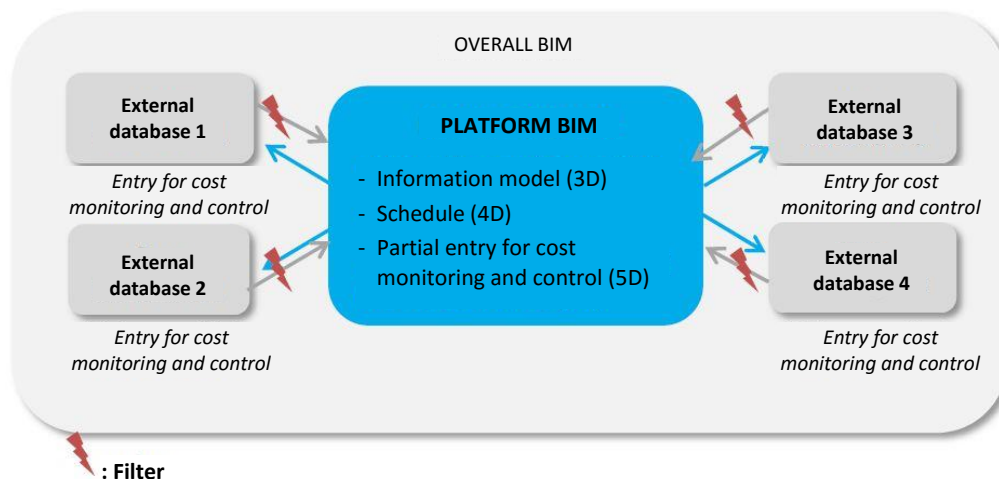 OVERALL BIM
External
database 1
Entry for cost
monitoring and control
External
database 2
Entry for cost
monitoring and control
PLATFORM BIM
- Information model (3D)
- Schedule (4D)
- Partial entry for cost
monitoring and control (5D)
External
database 3
Entry for cost
monitoring and control
External
database 4
Entry for cost
monitoring and control
: Filter